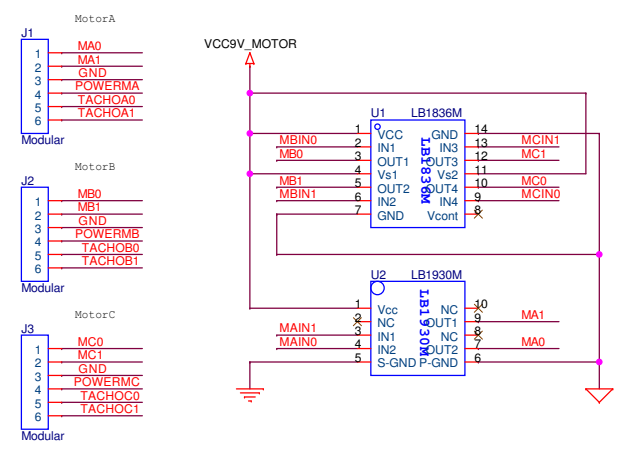 MotorA
J1
1 MA0
2 MA1
3 GND
4 POWERMA
5 TACHOA0
6 TACHOA1
Modular
MotorB
J2
1 MB0
2 MB1
3 GND
4 POWERMB
5 TACHOB0
6 TACHOB1
Modular
MotorC
J3
1 MC0
2 MC1
3 GND
4 POWERMC
5 TACHOC0
6 TACHOC1
Modular
VCC9V_MOTOR
U1 LB1836M
1 VCC GND 14
MBIN0 2 IN1 IN3 13 MCIN1
MB0 3 OUT1 OUT3 12 MC1
4 Vs1 Vs2 11
MB1 5 OUT2 OUT4 10 MC0
MBIN1 6 IN2 IN4 9 MCIN0
7 GND Vcont 8
LB1836M
U2 LB1930M
1 Vcc NC 10
2 NC OUT1 9 MA1
MAIN1 3 IN1 NC 8
MAIN0 4 IN2 OUT2 7 MA0
5 S-GND P-GND 6
LB1930M